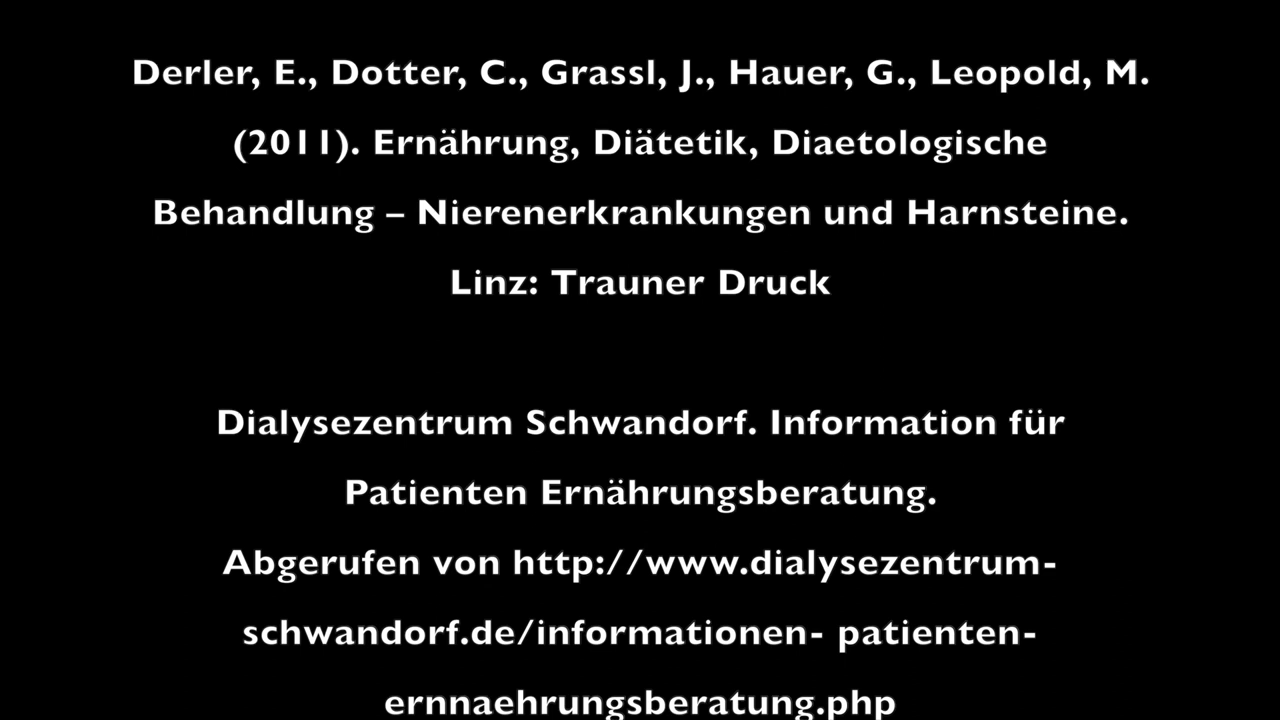 Derler, E., Dotter, C., Grassl, J., Hauer, G., Leopold, M.
(2011). Ernährung, Diätetik, Diaetologische
Behandlung – Nierenerkrankungen und Harnsteine.
Linz: Trauner Druck
Dialysezentrum Schwandorf. Information für
Patienten Ernährungsberatung.
Abgerufen von http://www.dialysezentrum-
schwandorf.de/informationen- patienten-
ernnaehrungsberatung.php